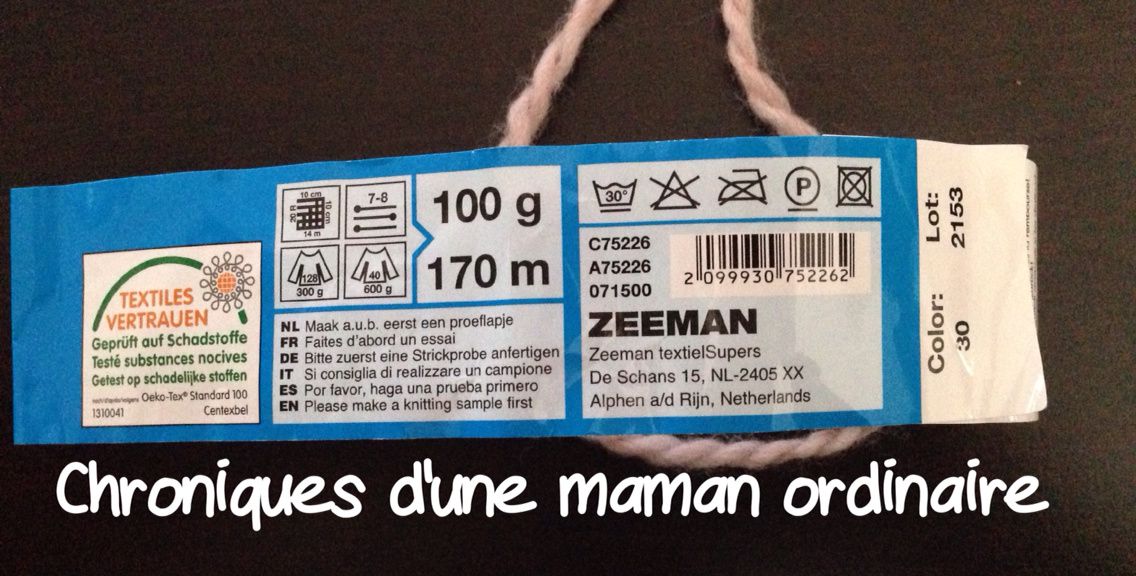 10 cm
20 R
10 cm
14 m
7-8
128
300 g
40
600 g
100 g
170 m
TEXTILES
VERTRAUEN
Geprüft auf Schadstoffe
Testé substances nocives
Getest op schadelijke stoffen
Oeko-Tex® Standard 100
1310041
Centexbel
NL Maak a.u.b. eerst een proeflapje
FR Faites d'abord un essai
DE Bitte zuerst eine Strickprobe anfertigen
IT Si consiglia di realizzare un campione
ES Por favor, haga una prueba primero
EN Please make a knitting sample first
30°
P
C75226
A75226
071500
2 099930 752262
ZEEMAN
Zeeman textielSupers
De Schans 15, NL-2405 XX
Alphen a/d Rijn, Netherlands
Color: Lot:
30 2153
Chroniques d'une maman ordinaire